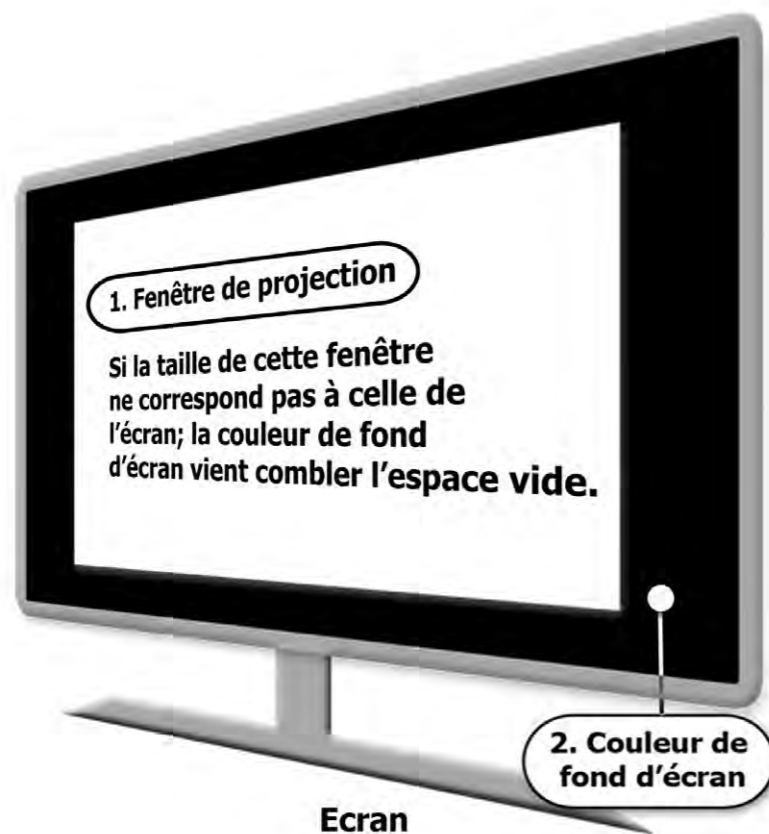 1. Fenêtre de projection
Si la taille de cette fenêtre
ne correspond pas à celle de
l'écran; la couleur de fond
d'écran vient combler l'espace vide.
2. Couleur de
fond d'écran
Ecran